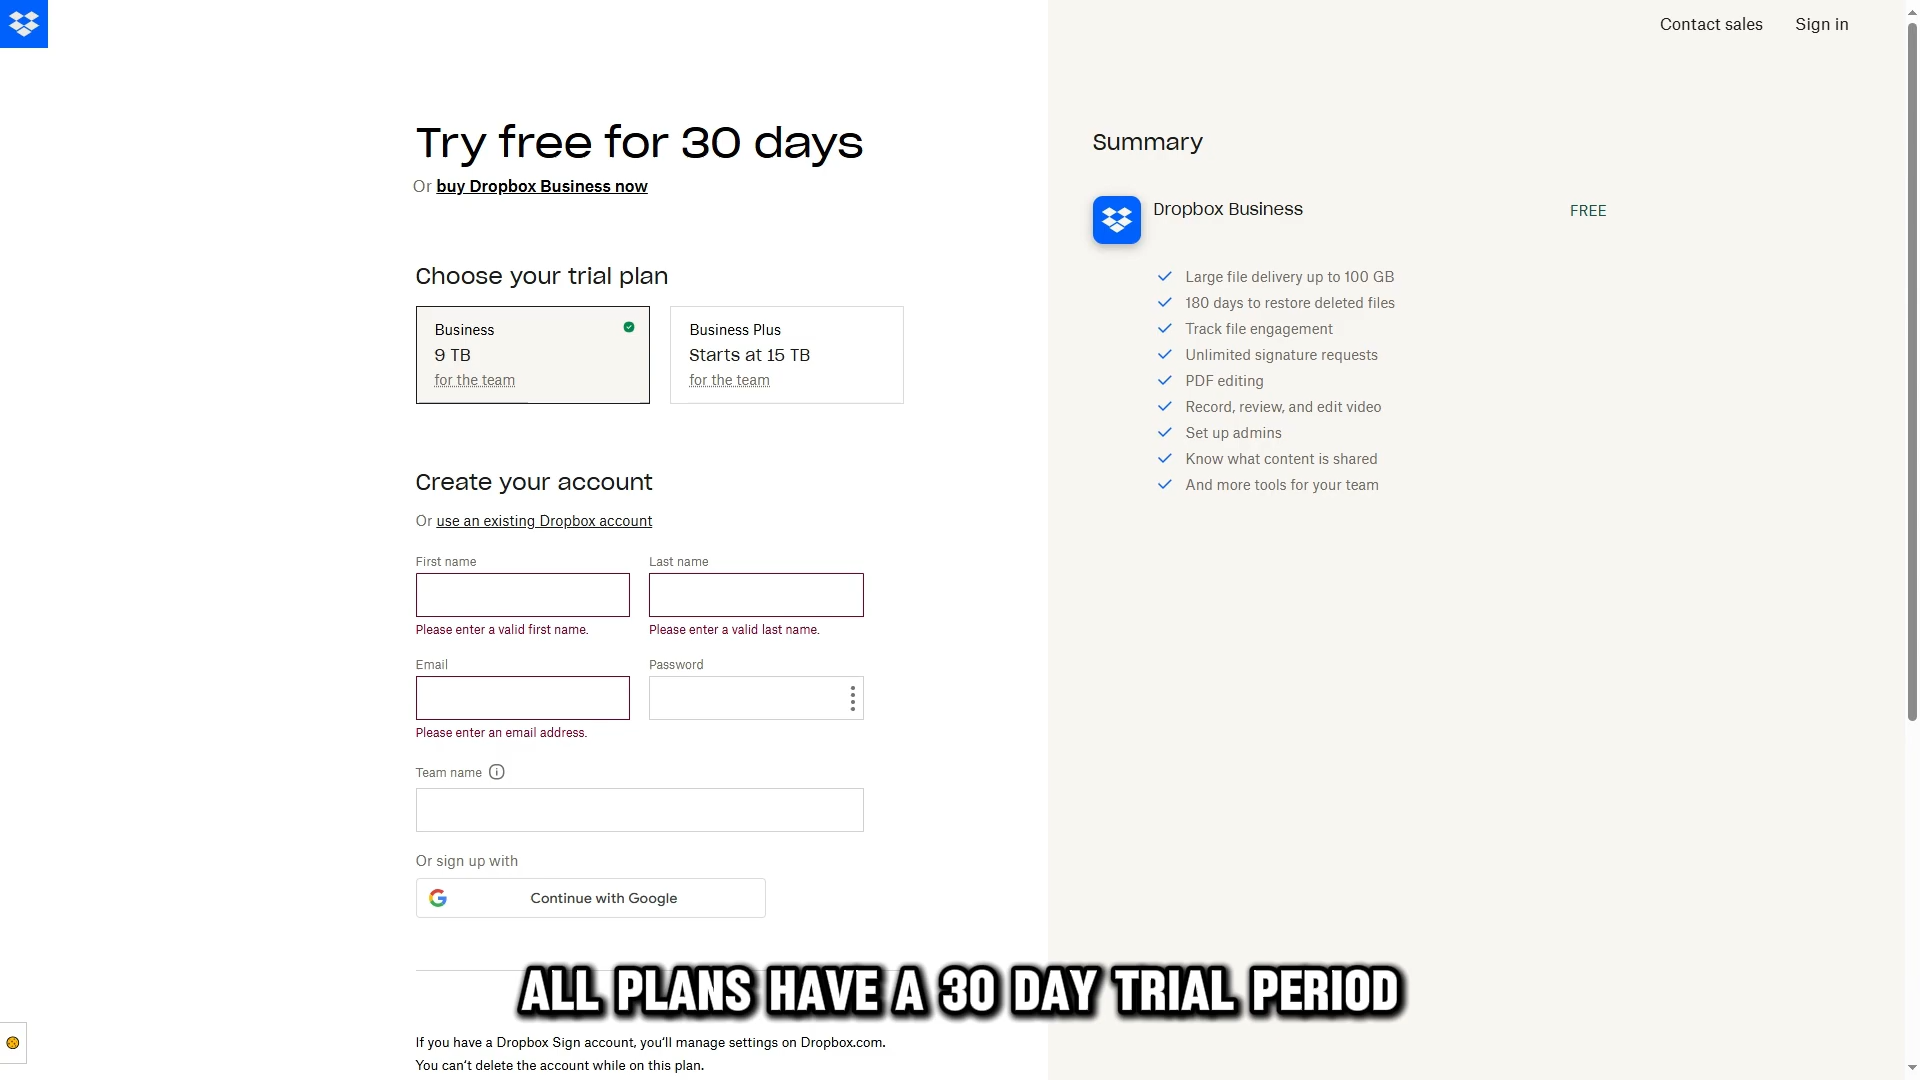 Contact sales
Sign in
Try free for 30 days
Or buy Dropbox Business now
Choose your trial plan
Business
9 TB
for the team
Business Plus
Starts at 15 TB
for the team
Create your account
Or use an existing Dropbox account
First name
Last name
Please enter a valid first name.
Please enter a valid last name.
Email
Password
Please enter an email address.
Team name
Or sign up with
Continue with Google
If you have a Dropbox Sign account, you'll manage settings on Dropbox.com.
You can't delete the account while on this plan.
Summary
Dropbox Business
FREE
Large file delivery up to 100 GB
180 days to restore deleted files
Track file engagement
Unlimited signature requests
PDF editing
Record, review, and edit video
Set up admins
Know what content is shared
And more tools for your team
ALL PLANS HAVE A 30 DAY TRIAL PERIOD